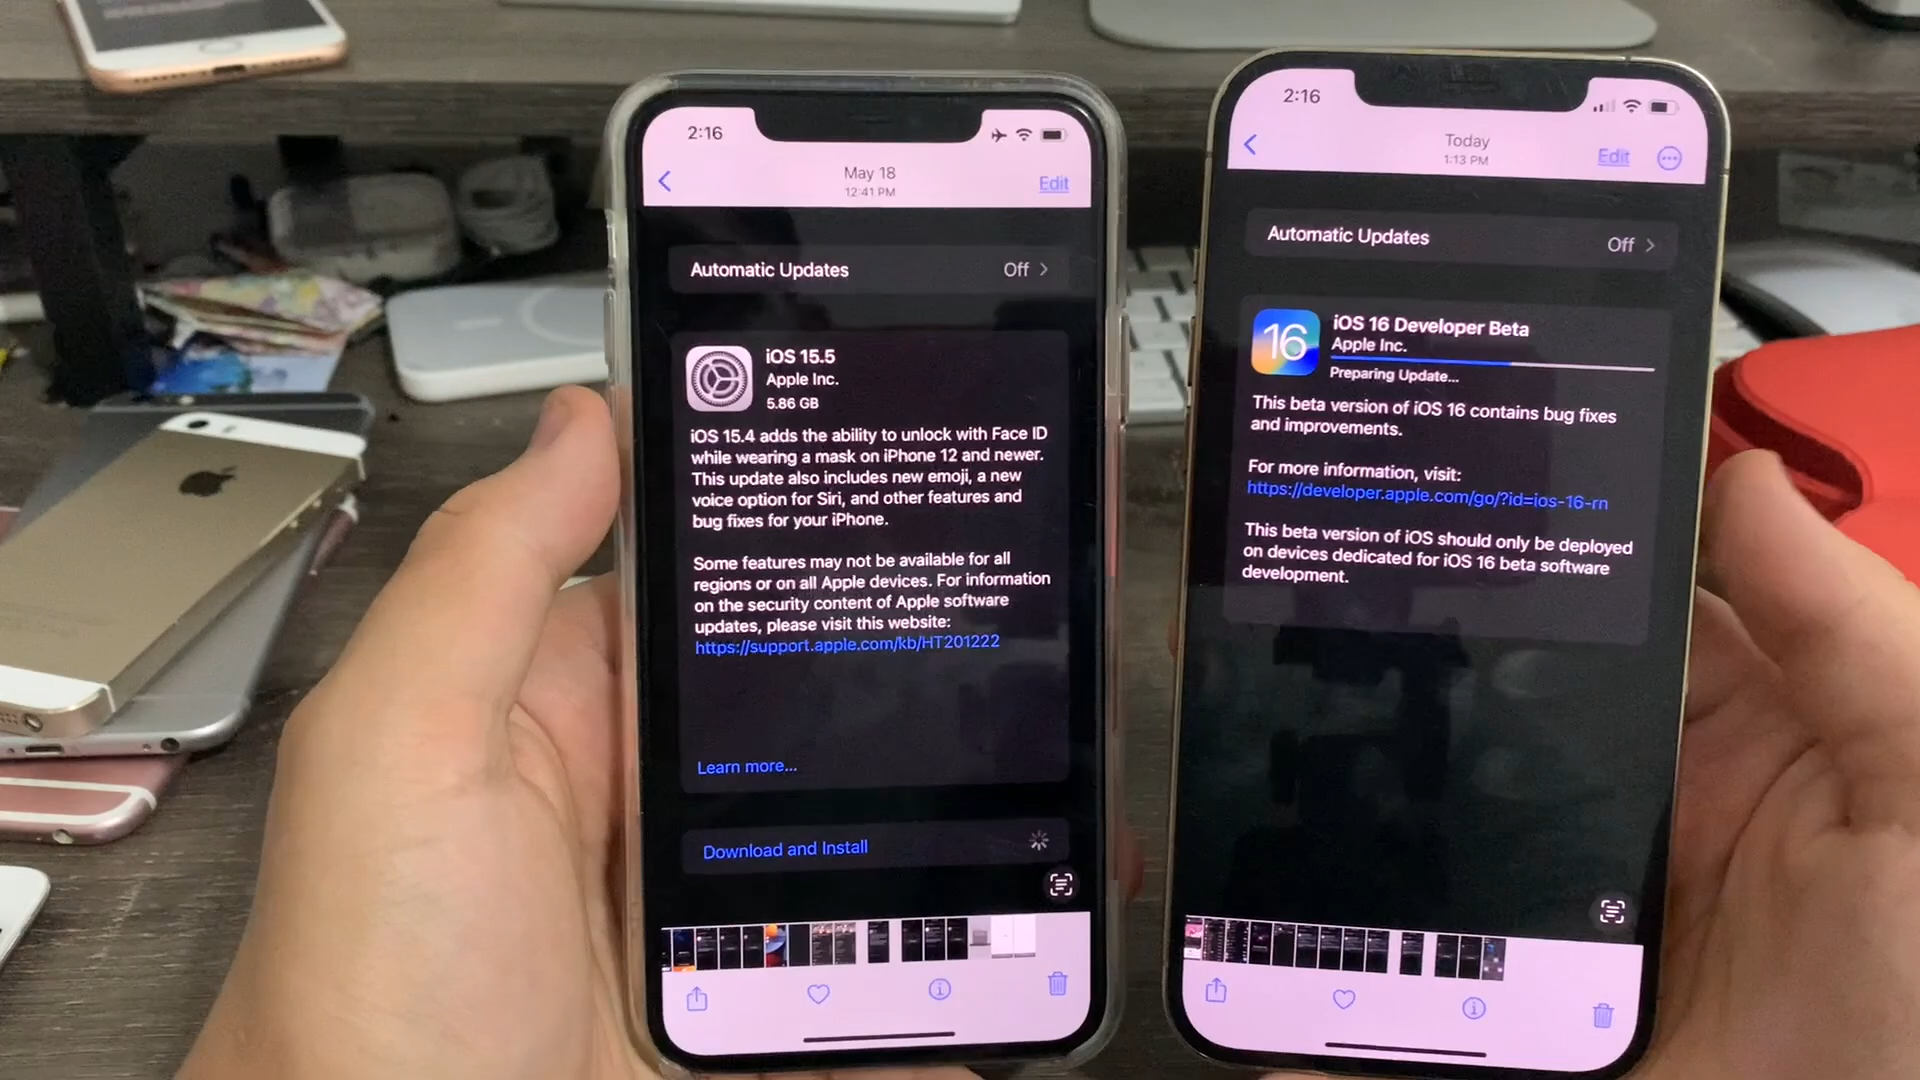 2:16
May 18
12:41 PM
Edit
Automatic Updates
Off
iOS 15.5
Apple Inc.
5.86 GB
iOS 15.4 adds the ability to unlock with Face ID
while wearing a mask on iPhone 12 and newer.
This update also includes new emoji, a new
voice option for Siri, and other features and
bug fixes for your iPhone.
Some features may not be available for all
regions or on all Apple devices. For information
on the security content of Apple software
updates, please visit this website:
https://support.apple.com/kb/HT201222
Learn more...
Download and Install
2:16
Today
1:13 PM
Edit
Automatic Updates
Off
16
iOS 16 Developer Beta
Apple Inc.
Preparing Update...
This beta version of iOS 16 contains bug fixes
and improvements.
For more information, visit:
https://developer.apple.com/go/?id=ios-16-rn
This beta version of iOS should only be deployed
on devices dedicated for iOS 16 beta software
development.